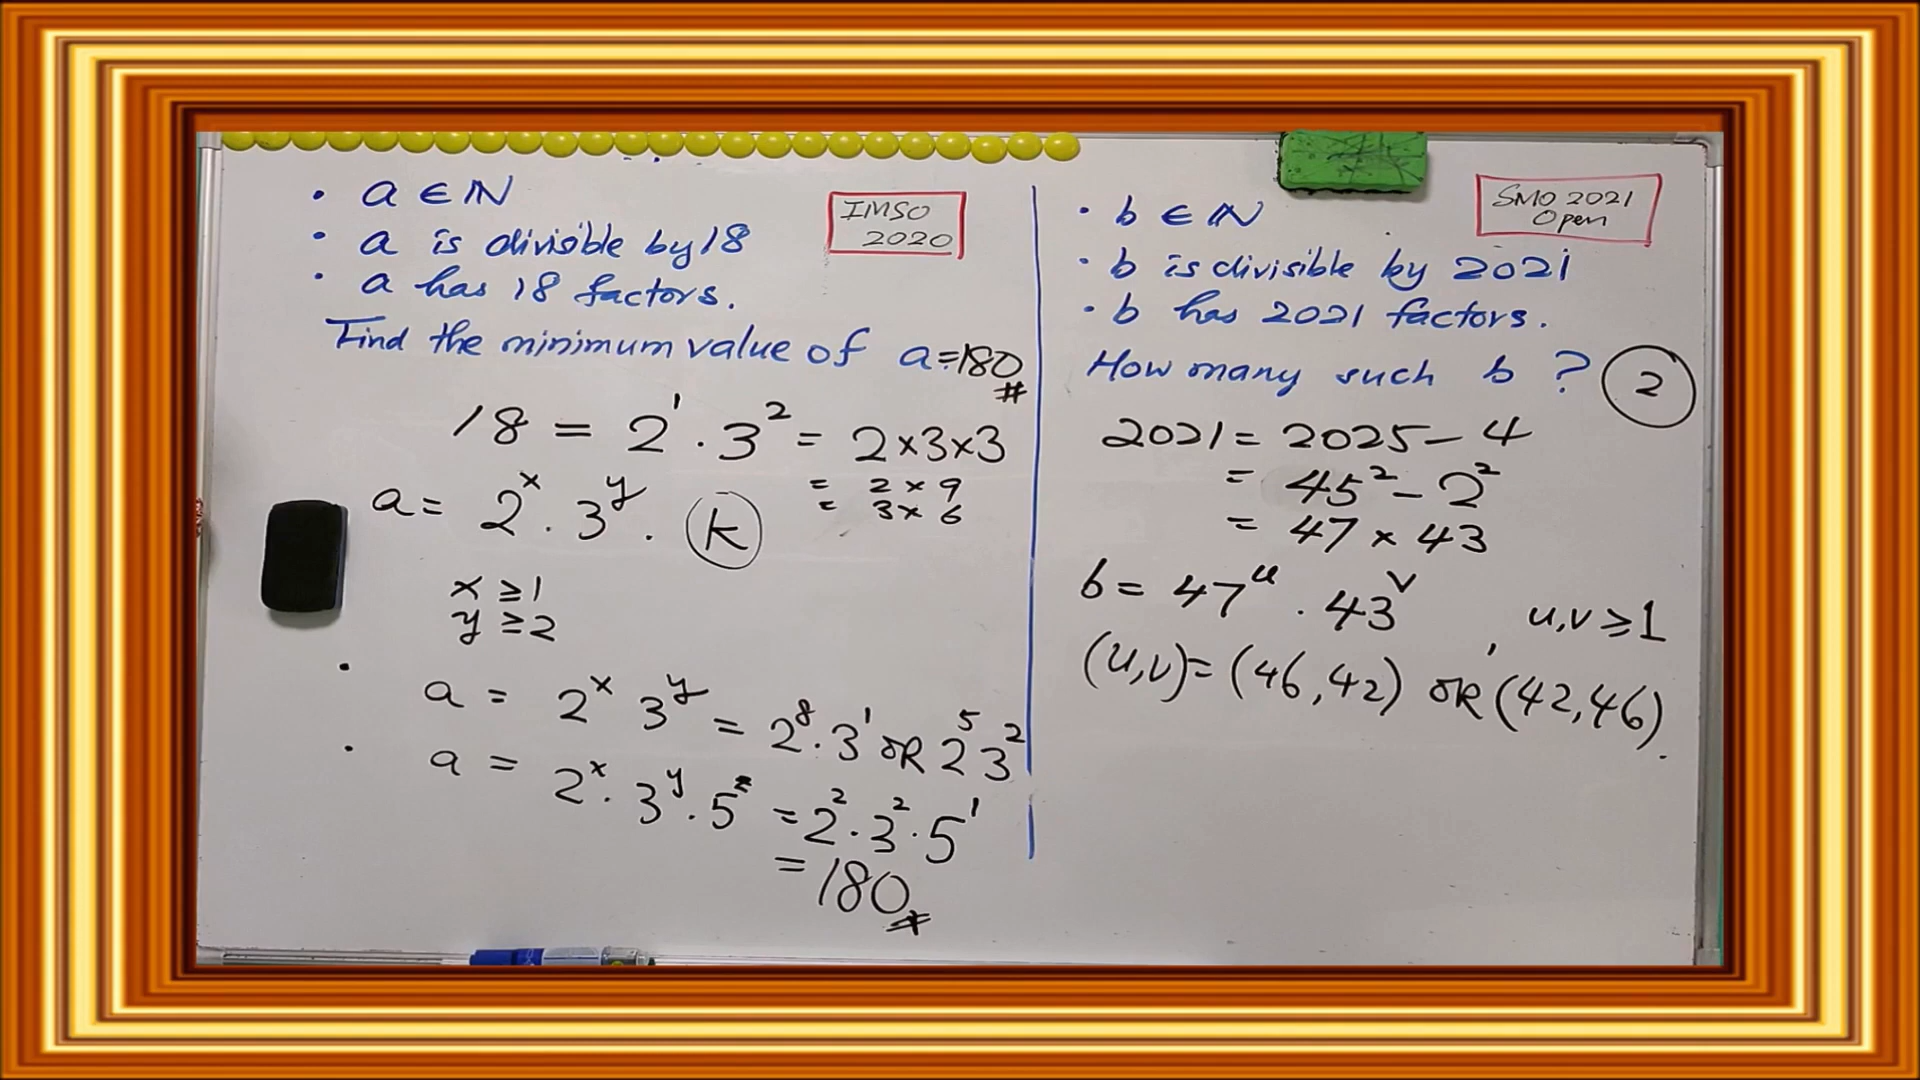 • a ∈ ℕ
IMSO
2020
• a is divisible by 18
• a has 18 factors.
Find the minimum value of a = 180 #
18 = 2¹ · 3² = 2×3×3
= 2×9
= 3×6
a = 2ˣ · 3ʸ · k
x ≥ 1
y ≥ 2
• a = 2ˣ 3ʸ = 2⁸ · 3¹ OR 2⁵ 3²
• a = 2ˣ · 3ʸ · 5ᶻ = 2² · 3² · 5¹
= 180 #
• b ∈ ℕ
SMO 2021
Open
• b is divisible by 2021
• b has 2021 factors.
How many such b ? 2
2021 = 2025 - 4
= 45² - 2²
= 47 × 43
b = 47ᵘ · 43ᵛ , u,v ≥ 1
(u,v) = (46,42) OR (42,46).